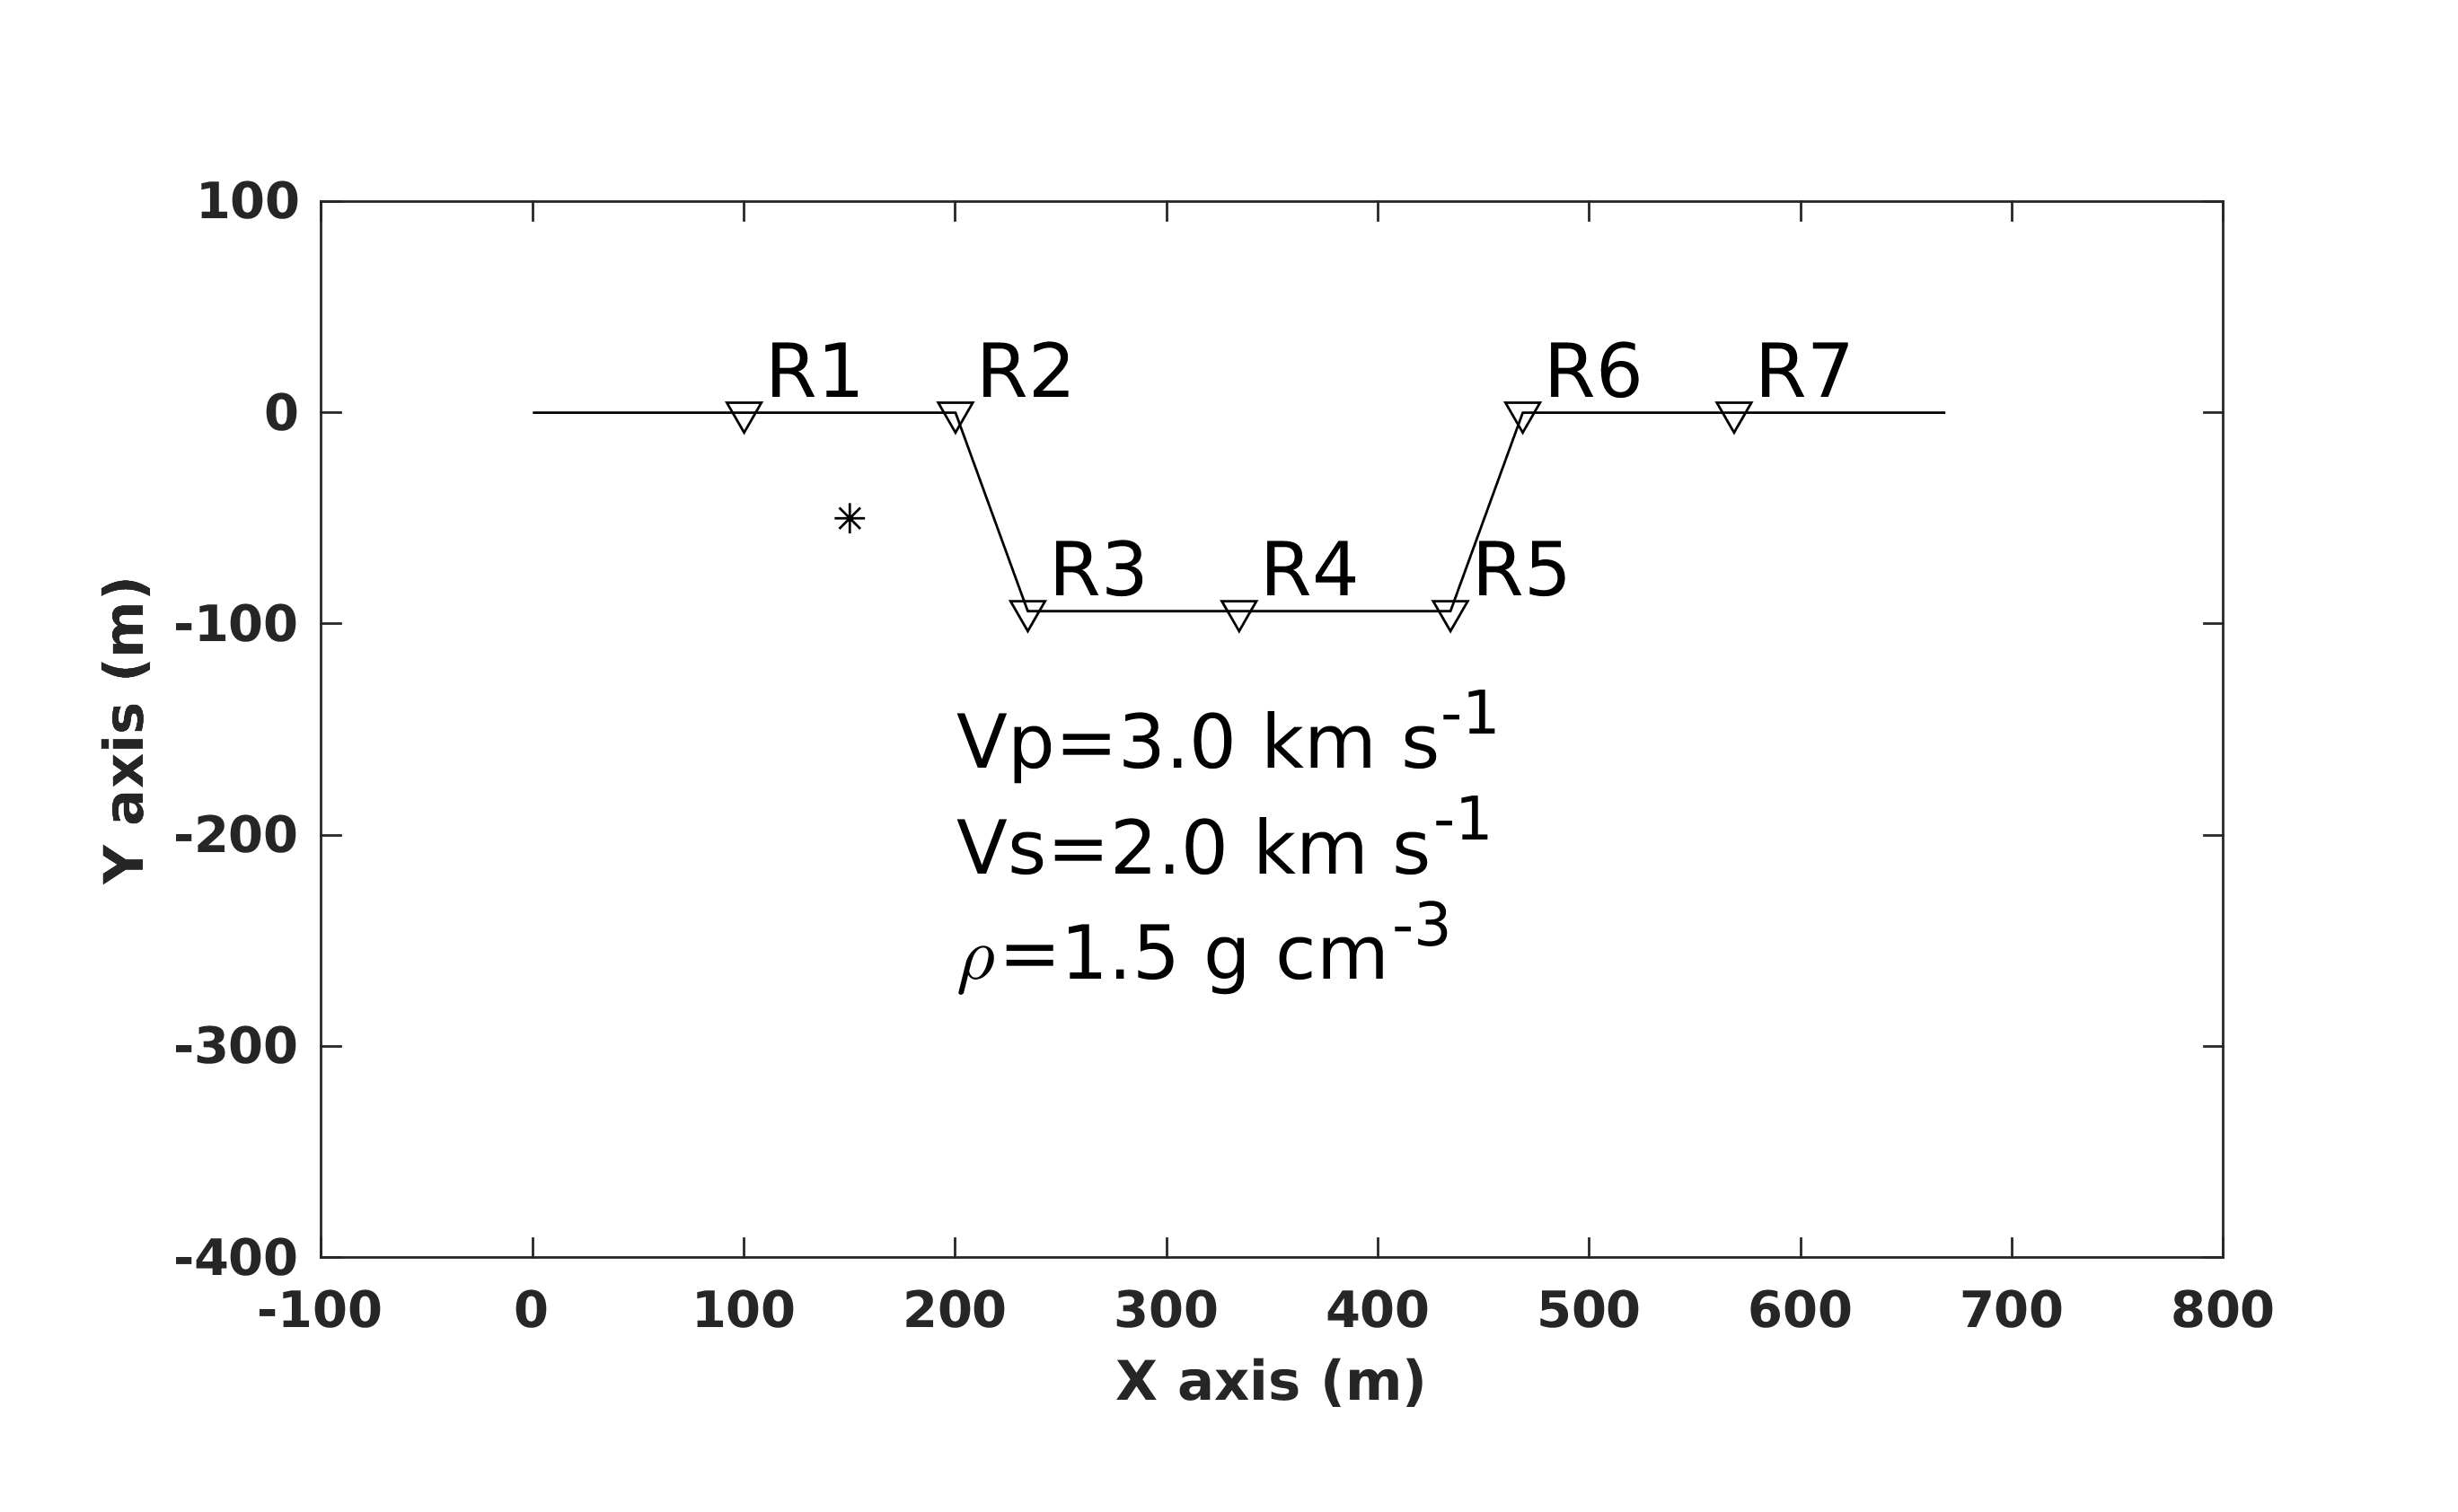 100
R1 R2 R6 R7
0
R3 R4 R5
-100
Vp=3.0 km s-1
-200
Vs=2.0 km s-1
ρ=1.5 g cm-3
-300
-400
-100 0 100 200 300 400 500 600 700 800
X axis (m)
Y axis (m)